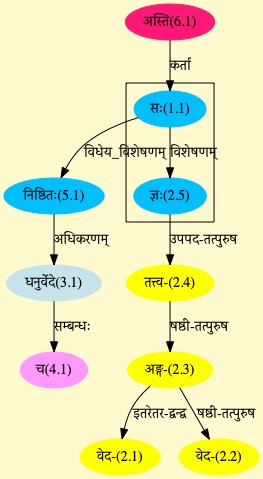 अस्ति(6.1)
कर्ता
सः(1.1)
विधेय_विशेषणम् विशेषणम्
निष्ठितः(5.1) ज्ञः(2.5)
अधिकरणम् उपपद-तत्पुरुष
धनुर्वेदे(3.1) तत्त्व-(2.4)
सम्बन्धः षष्ठी-तत्पुरुष
च(4.1) अङ्ग-(2.3)
इतरेतर-द्वन्द्व षष्ठी-तत्पुरुष
वेद-(2.1) वेद-(2.2)